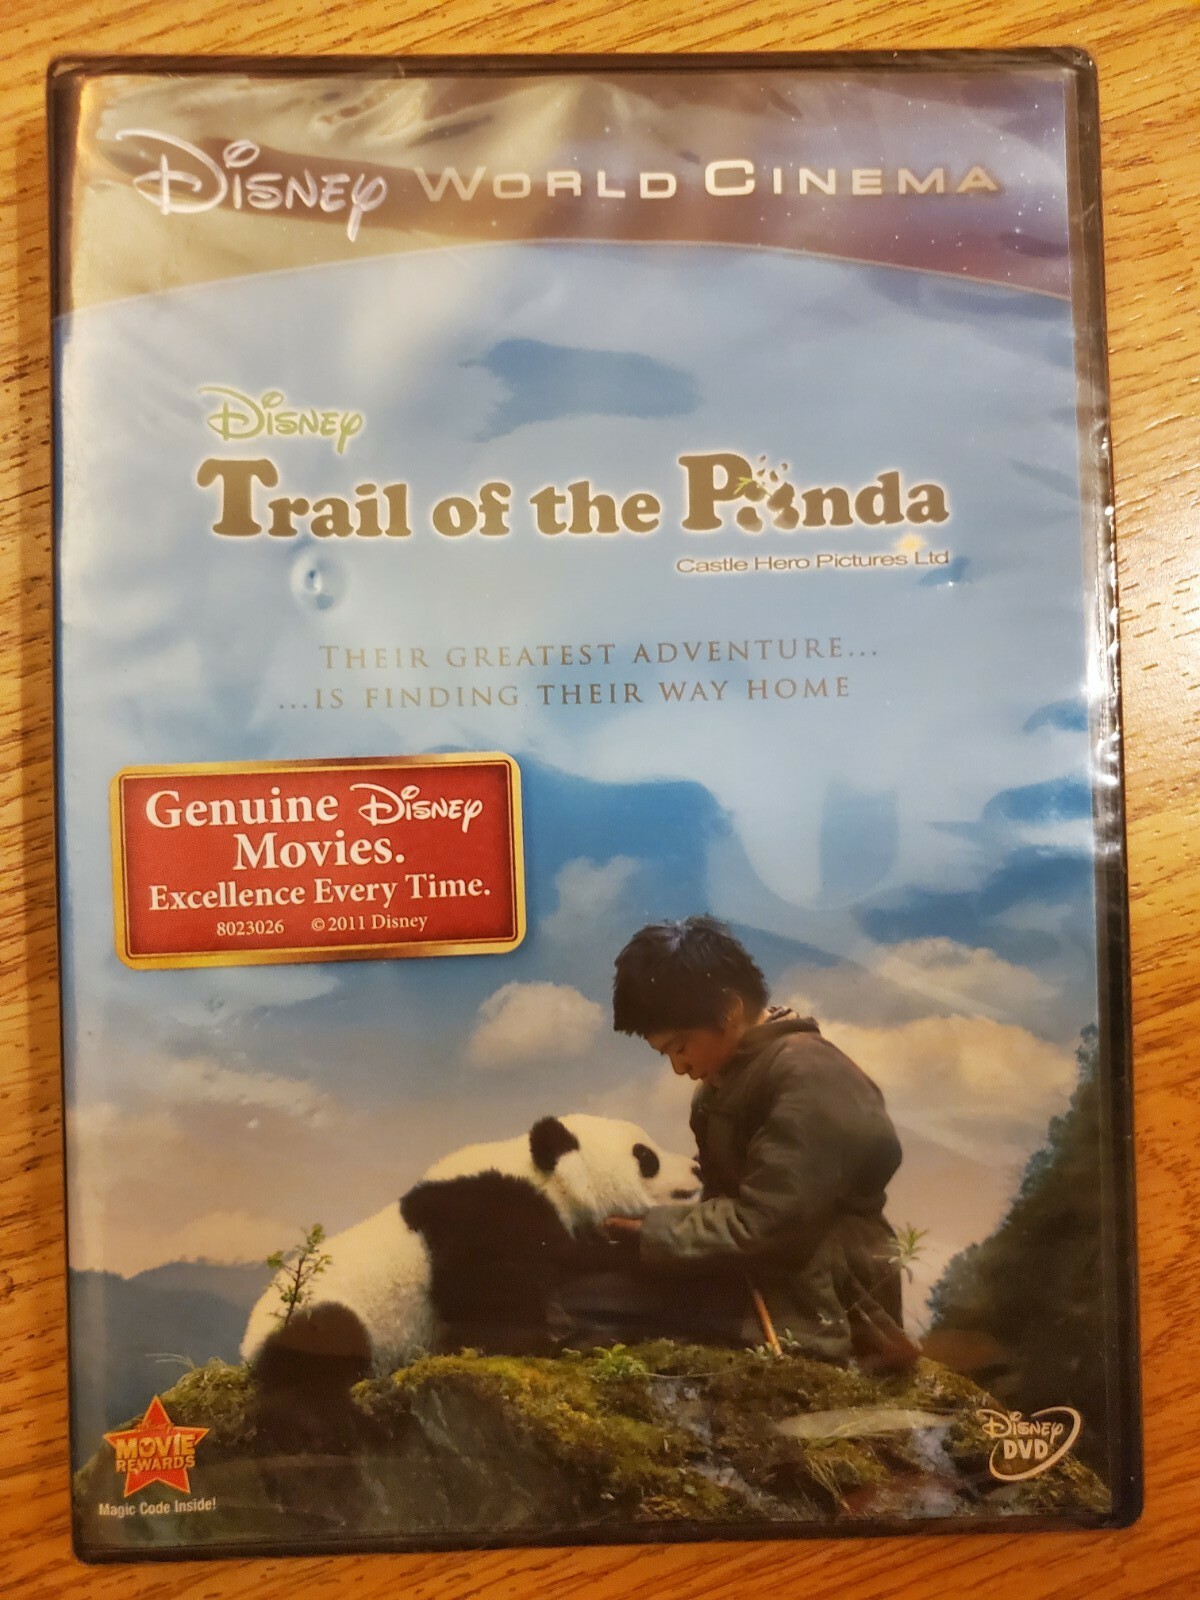 Disney World Cinema
Disney
Trail of the Panda
Castle Hero Pictures Ltd
Their greatest adventure...
...is finding their way home
Genuine Disney
Movies.
Excellence Every Time.
8023026 ©2011 Disney
Disney
MOVIE
REWARDS
Magic Code Inside!
Disney
DVD